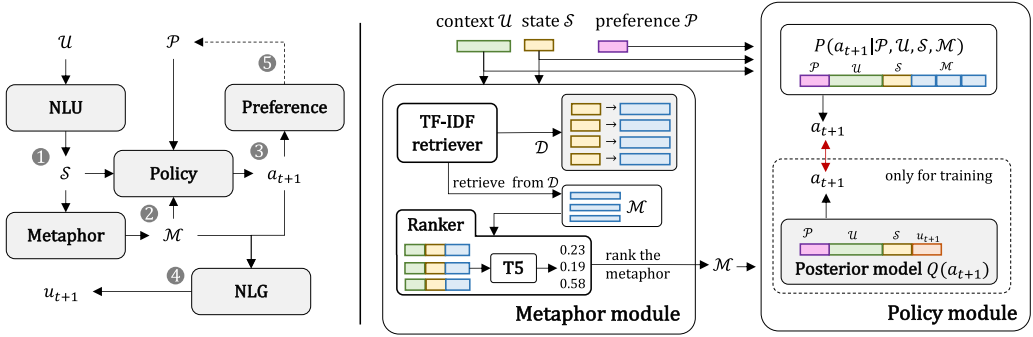 𝒰
𝒫
NLU
Preference
5
1
3
𝒮
Policy
a_{t+1}
2
Metaphor
ℳ
4
u_{t+1}
NLG
context 𝒰
state 𝒮
preference 𝒫
TF-IDF
retriever
𝒟
→
→
→
→
retrieve from 𝒟
ℳ
Ranker
T5
0.23
0.19
0.58
rank the
metaphor
ℳ
Metaphor module
P(a_{t+1}|𝒫, 𝒰, 𝒮, ℳ)
𝒫 𝒰 𝒮 ℳ
a_{t+1}
a_{t+1}
only for training
𝒫 𝒰 𝒮 u_{t+1}
Posterior model Q(a_{t+1})
Policy module